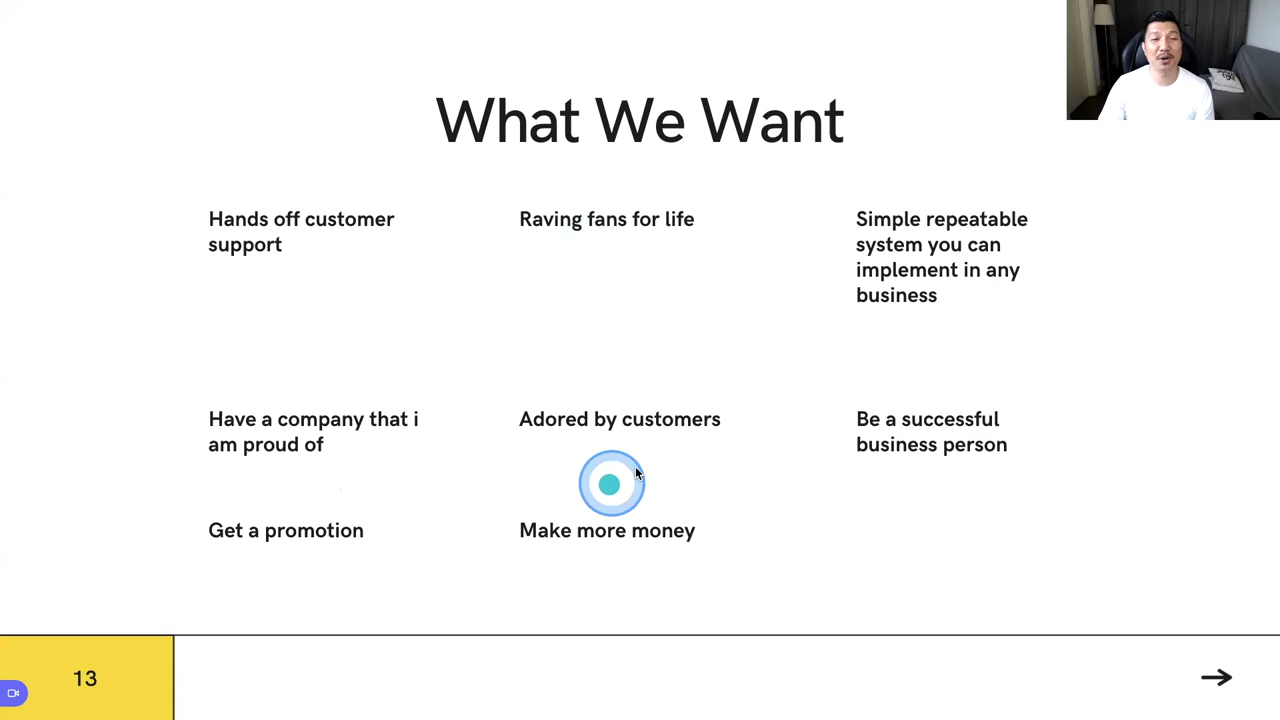 What We Want
Hands off customer
support
Raving fans for life
Simple repeatable
system you can
implement in any
business
Have a company that i
am proud of
Adored by customers
Be a successful
business person
Get a promotion
Make more money
13